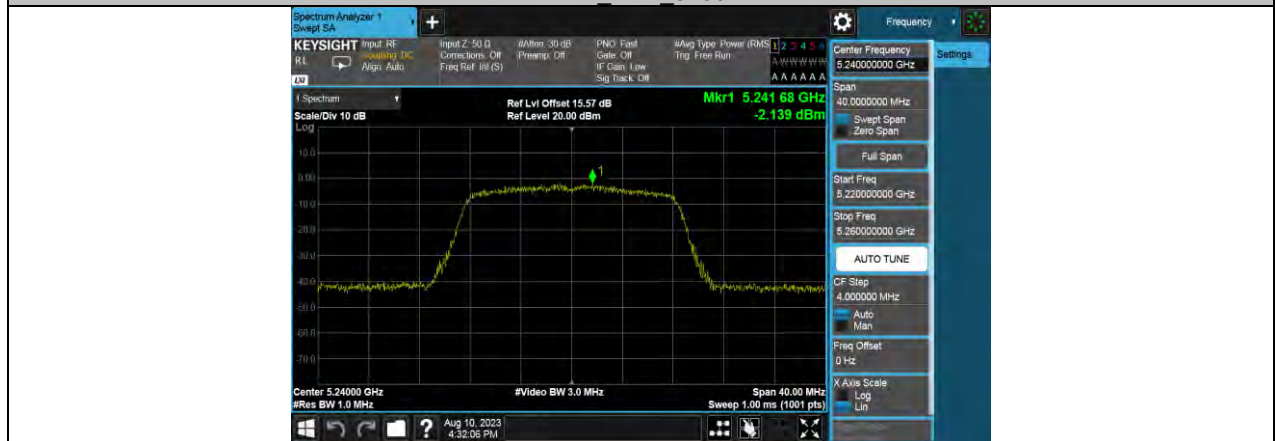 Spectrum Analyzer 1
Swept SA
+
Frequency
KEYSIGHT
RL
LXI
Input: RF
Coupling: DC
Align: Auto
Input Z: 50 Ω
Corrections: Off
Freq Ref: Int (S)
#Atten: 30 dB
Preamp: Off
PNO: Fast
Gate: Off
IF Gain: Low
Sig Track: Off
#Avg Type: Power (RMS
Trig: Free Run
1 2 3 4 5 6
A W W W W W
A A A A A A
1 Spectrum
Scale/Div 10 dB
Log
Ref Lvl Offset 15.57 dB
Ref Level 20.00 dBm
Mkr1 5.241 68 GHz
-2.139 dBm
1
10.0
0.00
-10.0
-20.0
-30.0
-40.0
-50.0
-60.0
-70.0
Center 5.24000 GHz
#Res BW 1.0 MHz
#Video BW 3.0 MHz
Span 40.00 MHz
Sweep 1.00 ms (1001 pts)
Center Frequency
5.240000000 GHz
Settings
Span
40.0000000 MHz
Swept Span
Zero Span
Full Span
Start Freq
5.220000000 GHz
Stop Freq
5.260000000 GHz
AUTO TUNE
CF Step
4.000000 MHz
Auto
Man
Freq Offset
0 Hz
X Axis Scale
Log
Lin
?
Aug 10, 2023
4:32:06 PM